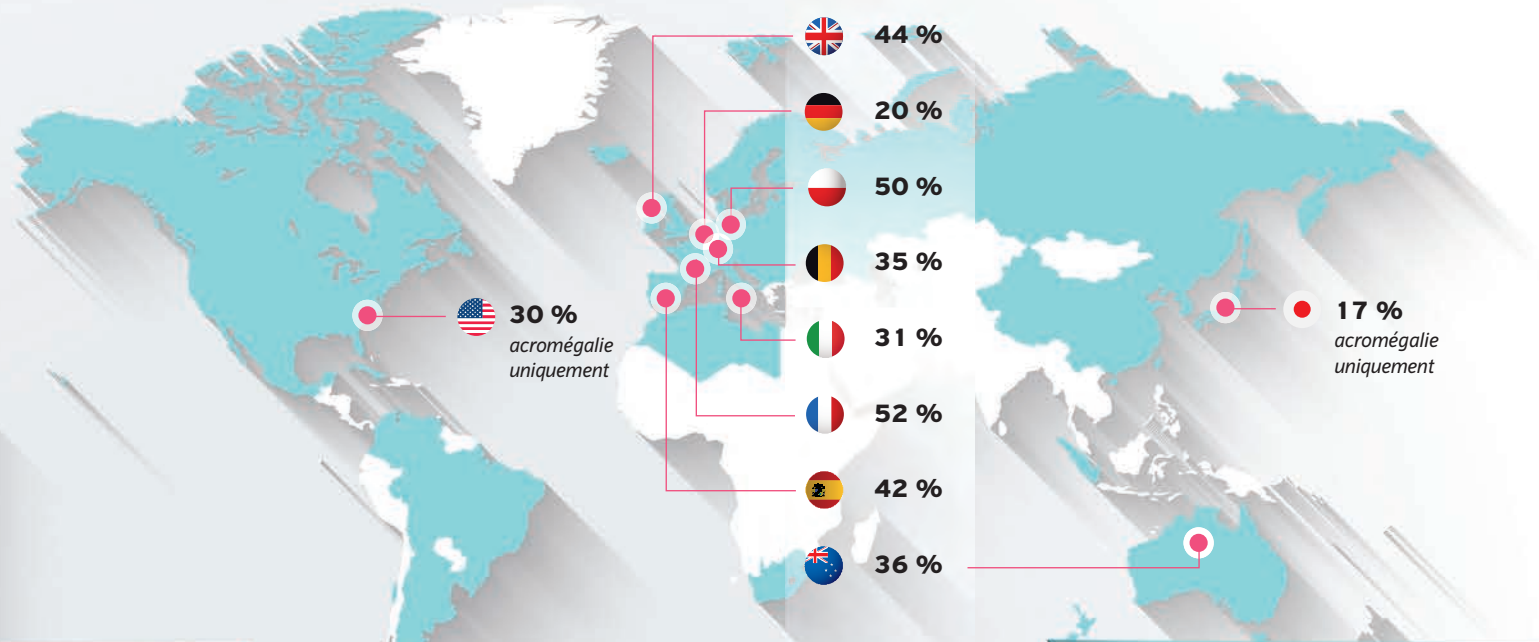 44 %
20 %
50 %
35 %
31 %
52 %
42 %
36 %
30 %
acromégalie
uniquement
17 %
acromégalie
uniquement